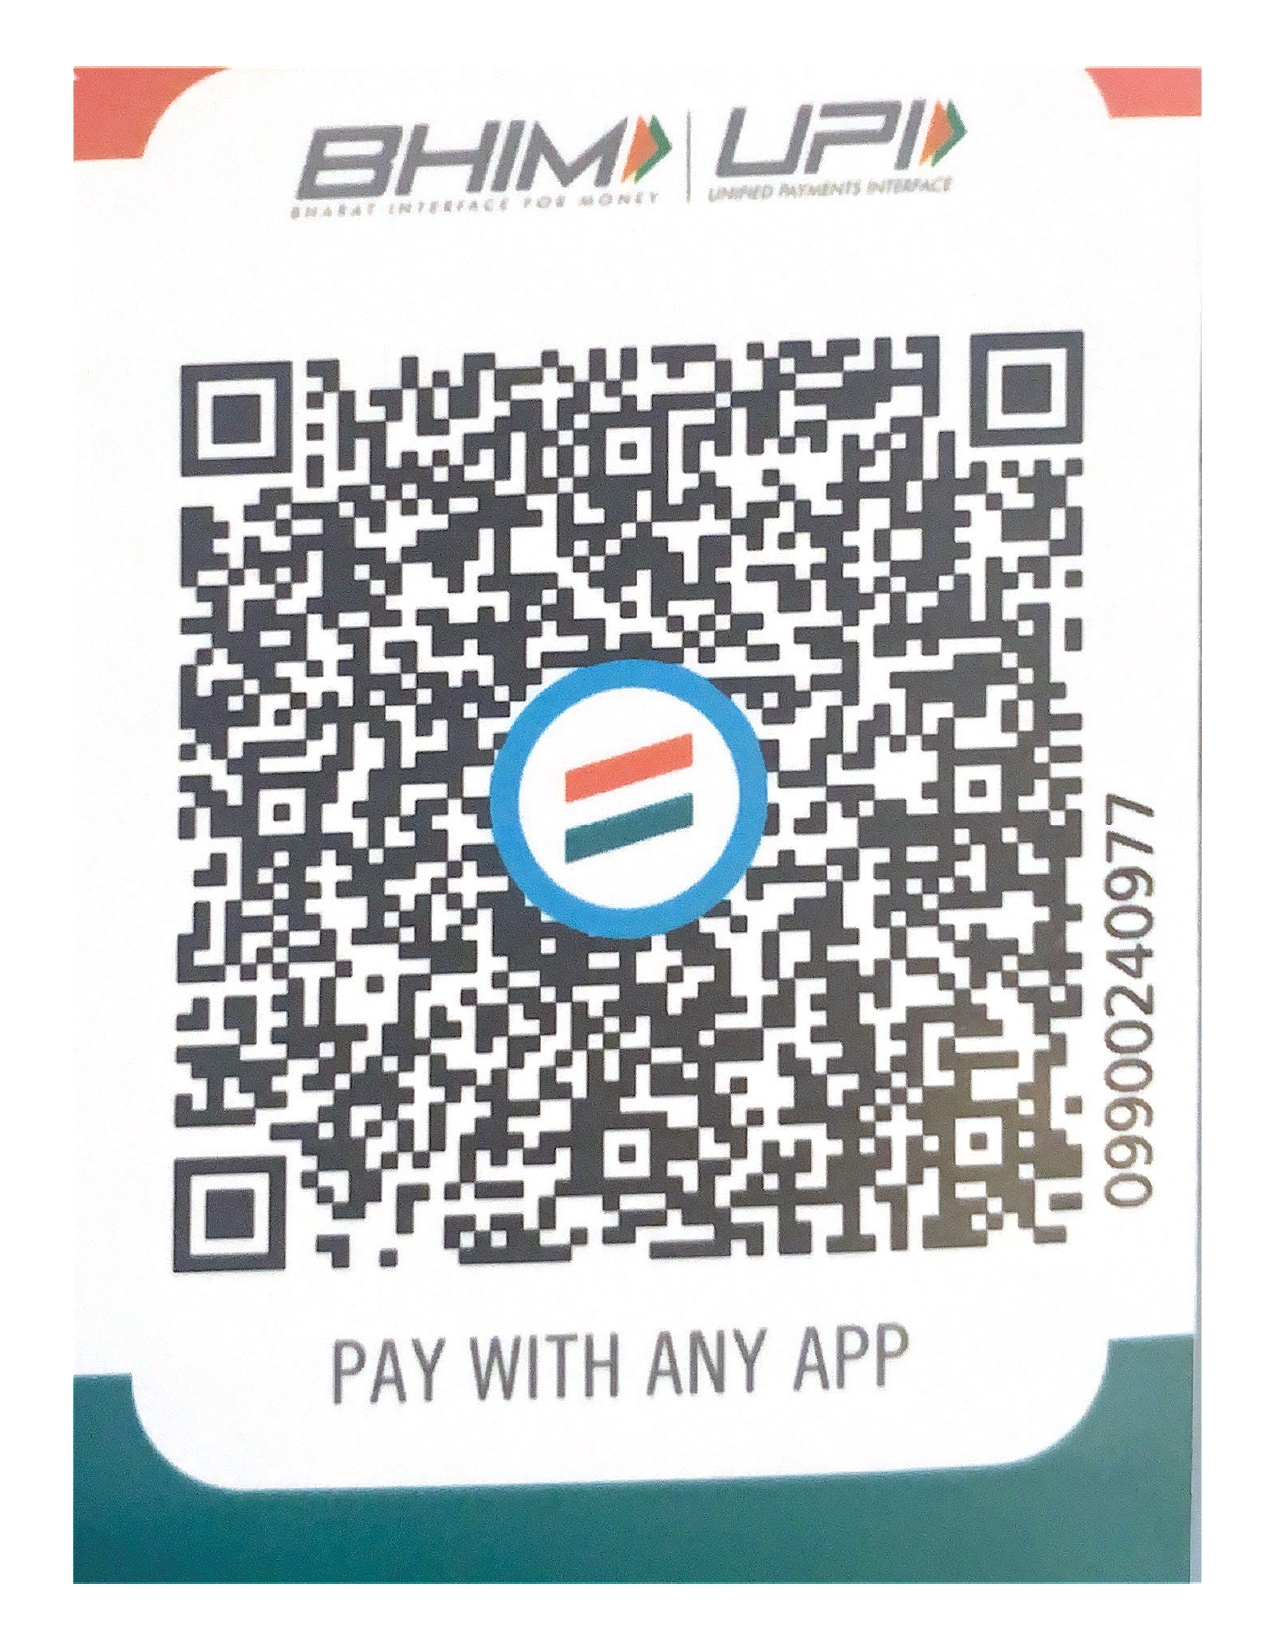 BHIM UPI
BHARAT INTERFACE FOR MONEY UNIFIED PAYMENTS INTERFACE
09900240977
PAY WITH ANY APP